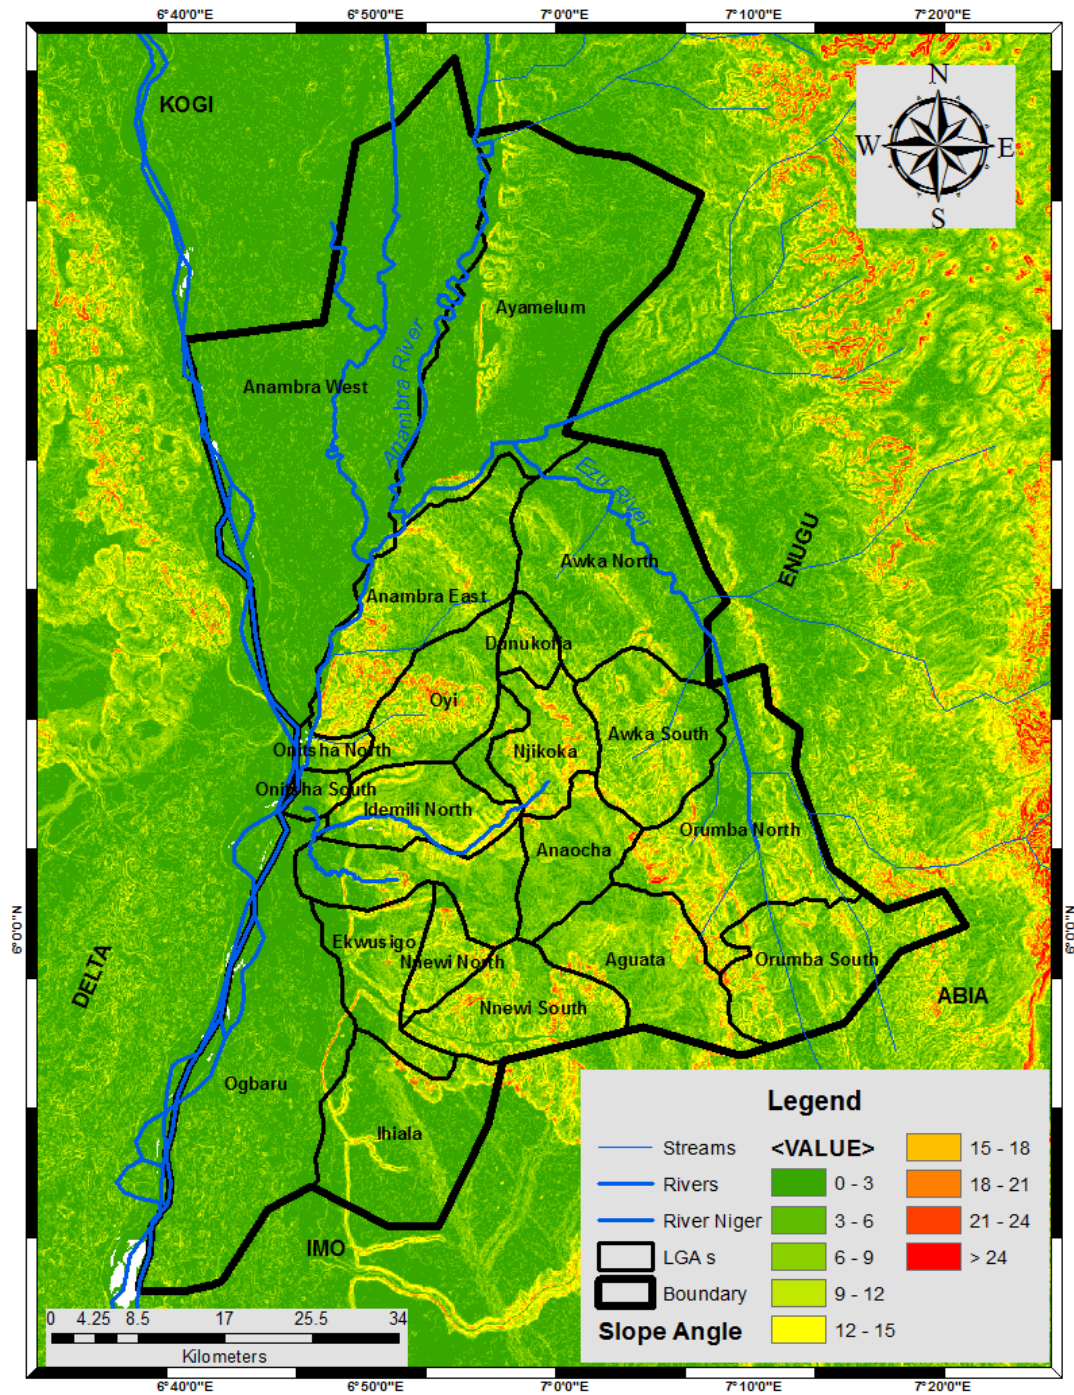 6°40'0"E 6°50'0"E 7°0'0"E 7°10'0"E 7°20'0"E
KOGI
N
W E
S
Ayamelum
Anambra River
Anambra West
Ezu River
ENUGU
Awka North
Anambra East
Dunukofia
Oyi
Awka South
Onitsha North
Njikoka
Onitsha South
Idemili North
Orumba North
Anaocha
6°0'0"N
6°0'0"N
Ekwusigo
Nnewi North
Aguata
Orumba South
DELTA
ABIA
Nnewi South
Ogbaru
Ihiala
IMO
Legend
Streams
Rivers
River Niger
LGA s
Boundary
Slope Angle
<VALUE>
0 - 3
3 - 6
6 - 9
9 - 12
12 - 15
15 - 18
18 - 21
21 - 24
> 24
0 4.25 8.5 17 25.5 34
Kilometers
6°40'0"E 6°50'0"E 7°0'0"E 7°10'0"E 7°20'0"E